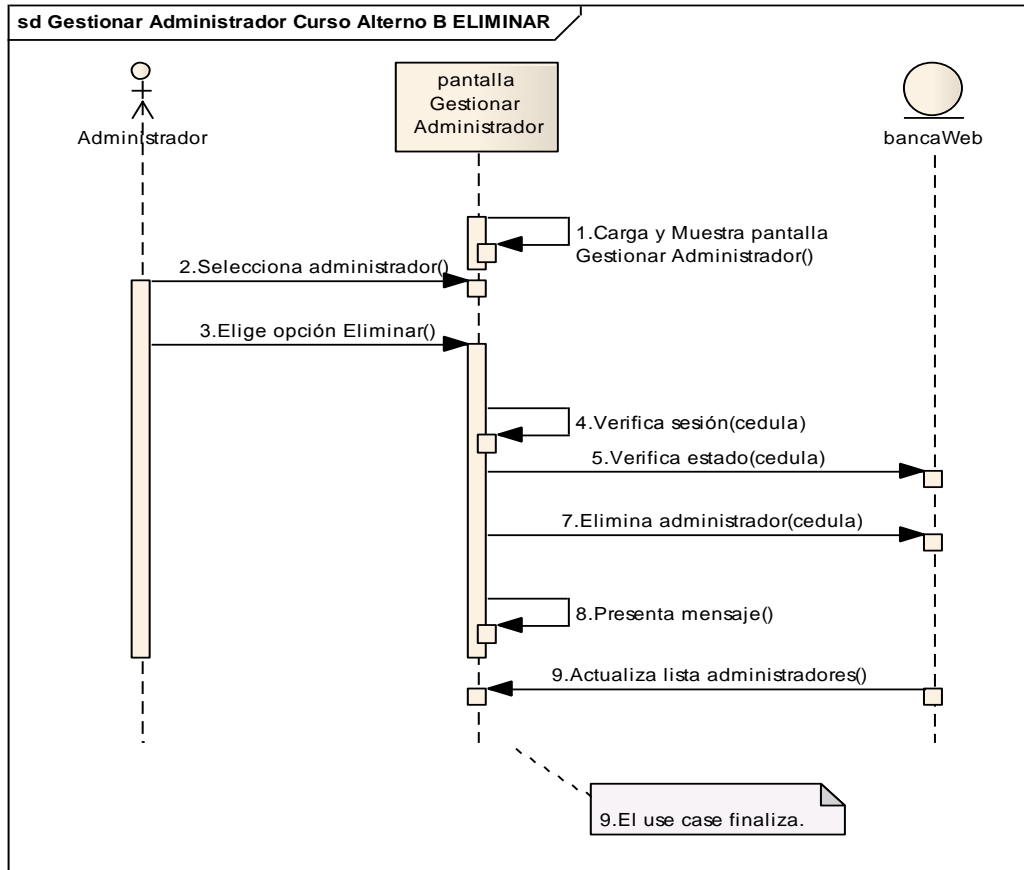 sd Gestionar Administrador Curso Alterno B ELIMINAR
Administrador
pantalla
Gestionar
Administrador
bancaWeb
1.Carga y Muestra pantalla
Gestionar Administrador()
2.Selecciona administrador()
3.Elige opción Eliminar()
4.Verifica sesión(cedula)
5.Verifica estado(cedula)
7.Elimina administrador(cedula)
8.Presenta mensaje()
9.Actualiza lista administradores()
9.El use case finaliza.